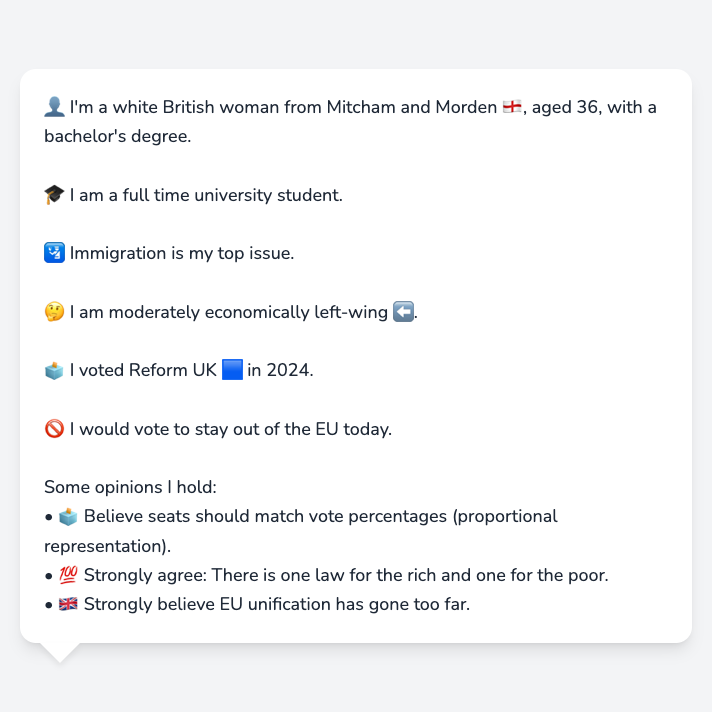 👤 I'm a white British woman from Mitcham and Morden 🏴󠁧󠁢󠁥󠁮󠁧󠁿, aged 36, with a
bachelor's degree.
🎓 I am a full time university student.
🛂 Immigration is my top issue.
🤔 I am moderately economically left-wing ⬅️.
🗳️ I voted Reform UK 🟦 in 2024.
🚫 I would vote to stay out of the EU today.
Some opinions I hold:
• 🗳️ Believe seats should match vote percentages (proportional
representation).
• 💯 Strongly agree: There is one law for the rich and one for the poor.
• 🇬🇧 Strongly believe EU unification has gone too far.